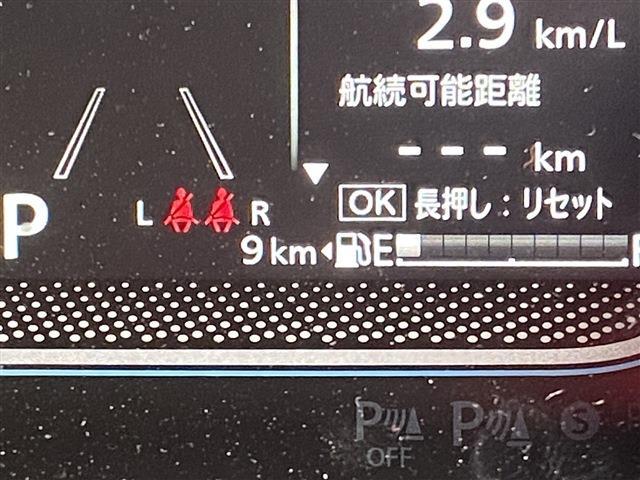 2.9 km/L
航続可能距離
--- km
P
L R
OK 長押し：リセット
9 km E
P P S
OFF